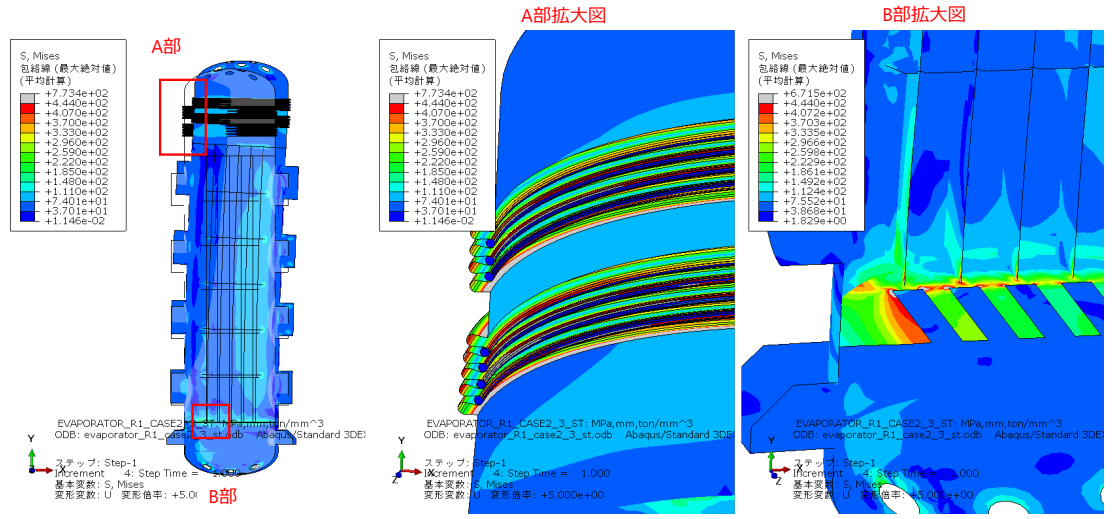 A部
S, Mises
包絡線 (最大絶対値)
(平均計算)
+7.734e+02
+4.440e+02
+4.070e+02
+3.700e+02
+3.330e+02
+2.960e+02
+2.590e+02
+2.220e+02
+1.850e+02
+1.480e+02
+1.110e+02
+7.401e+01
+3.701e+01
+1.146e-02
EVAPORATOR_R1_CASE2_3_ST: MPa,mm,ton/mm^3
ODB: evaporator_R1_case2_3_st.odb Abaqus/Standard 3DE
Y
X
ステップ: Step-1
Increment 4: Step Time = 1.000
基本変数: S, Mises
変形変数: U 変形倍率: +5.0
B部
A部拡大図
S, Mises
包絡線 (最大絶対値)
(平均計算)
+7.734e+02
+4.440e+02
+4.070e+02
+3.700e+02
+3.330e+02
+2.960e+02
+2.590e+02
+2.220e+02
+1.850e+02
+1.480e+02
+1.110e+02
+7.401e+01
+3.701e+01
+1.146e-02
EVAPORATOR_R1_CASE2_3_ST: MPa,mm,ton/mm^3
ODB: evaporator_R1_case2_3_st.odb Abaqus/Standard 3DE
Y
X
Z
ステップ: Step-1
Increment 4: Step Time = 1.000
基本変数: S, Mises
変形変数: U 変形倍率: +5.000e+00
B部拡大図
S, Mises
包絡線 (最大絶対値)
(平均計算)
+6.715e+02
+4.440e+02
+4.072e+02
+3.703e+02
+3.335e+02
+2.966e+02
+2.598e+02
+2.229e+02
+1.861e+02
+1.492e+02
+1.124e+02
+7.552e+01
+3.868e+01
+1.829e+00
EVAPORATOR_R1_CASE2_3_ST: MPa,mm,ton/mm^3
ODB: evaporator_R1_case2_3_st.odb Abaqus/Standard 3DE
Y
X
Z
ステップ: Step-1
Increment 4: Step Time = 1.000
基本変数: S, Mises
変形変数: U 変形倍率: +5.000e+00